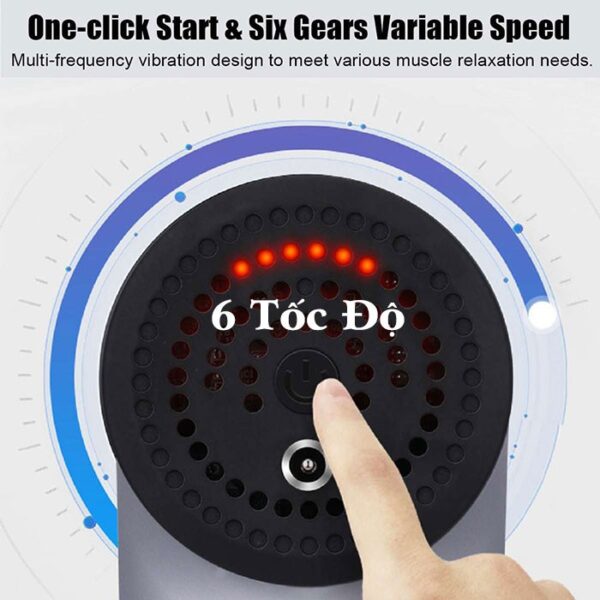 One-click Start & Six Gears Variable Speed
Multi-frequency vibration design to meet various muscle relaxation needs.
6 Tốc Độ